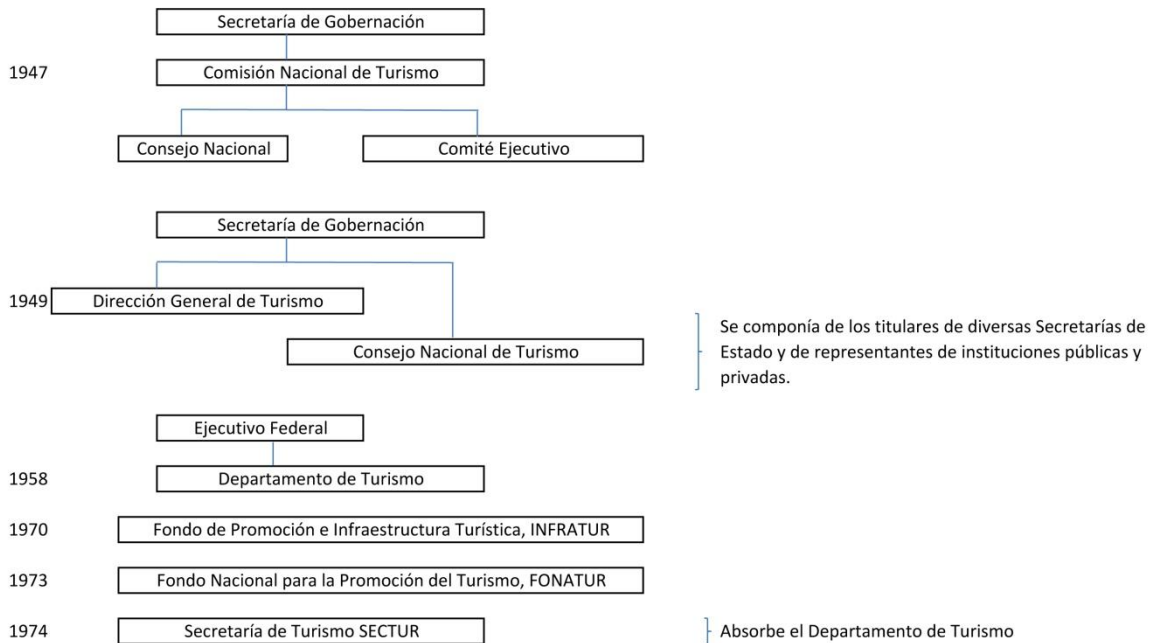 Secretaría de Gobernación
1947 Comisión Nacional de Turismo
Consejo Nacional Comité Ejecutivo
Secretaría de Gobernación
1949 Dirección General de Turismo
Consejo Nacional de Turismo
Se componía de los titulares de diversas Secretarías de
Estado y de representantes de instituciones públicas y
privadas.
Ejecutivo Federal
1958 Departamento de Turismo
1970 Fondo de Promoción e Infraestructura Turística, INFRATUR
1973 Fondo Nacional para la Promoción del Turismo, FONATUR
1974 Secretaría de Turismo SECTUR Absorbe el Departamento de Turismo